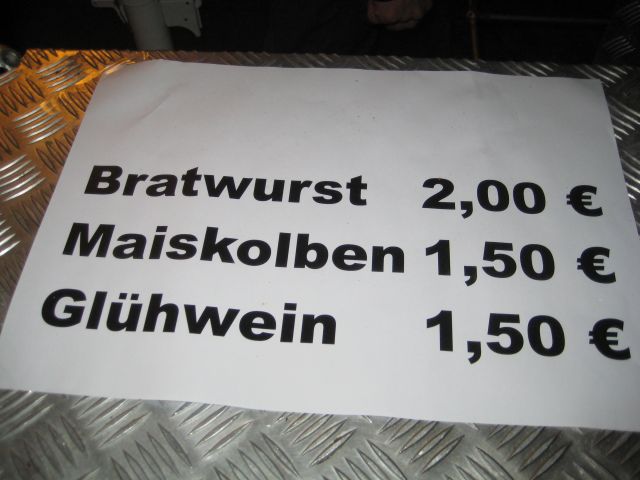 Bratwurst 2,00 €
Maiskolben 1,50 €
Glühwein 1,50 €